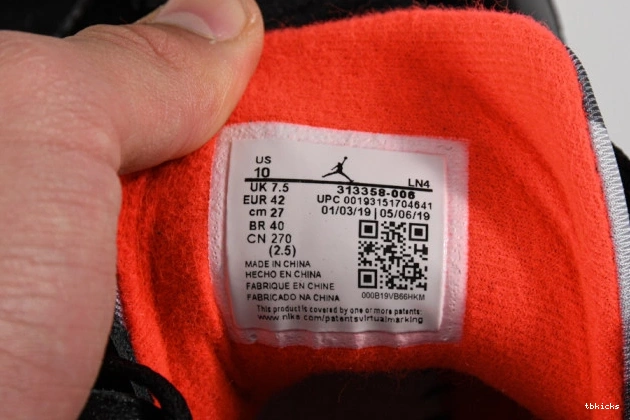 US
10
LN4
UK 7.5
313358-006
EUR 42
UPC 00193151704641
cm 27
01/03/19 | 05/06/19
BR 40
CN 270
(2.5)
MADE IN CHINA
HECHO EN CHINA
FABRIQUE EN CHINE
FABRICADO NA CHINA
000B19VB66HKM
This product is covered by one or more patents:
www.nike.com/patentsvirtualmarking
tbkicks